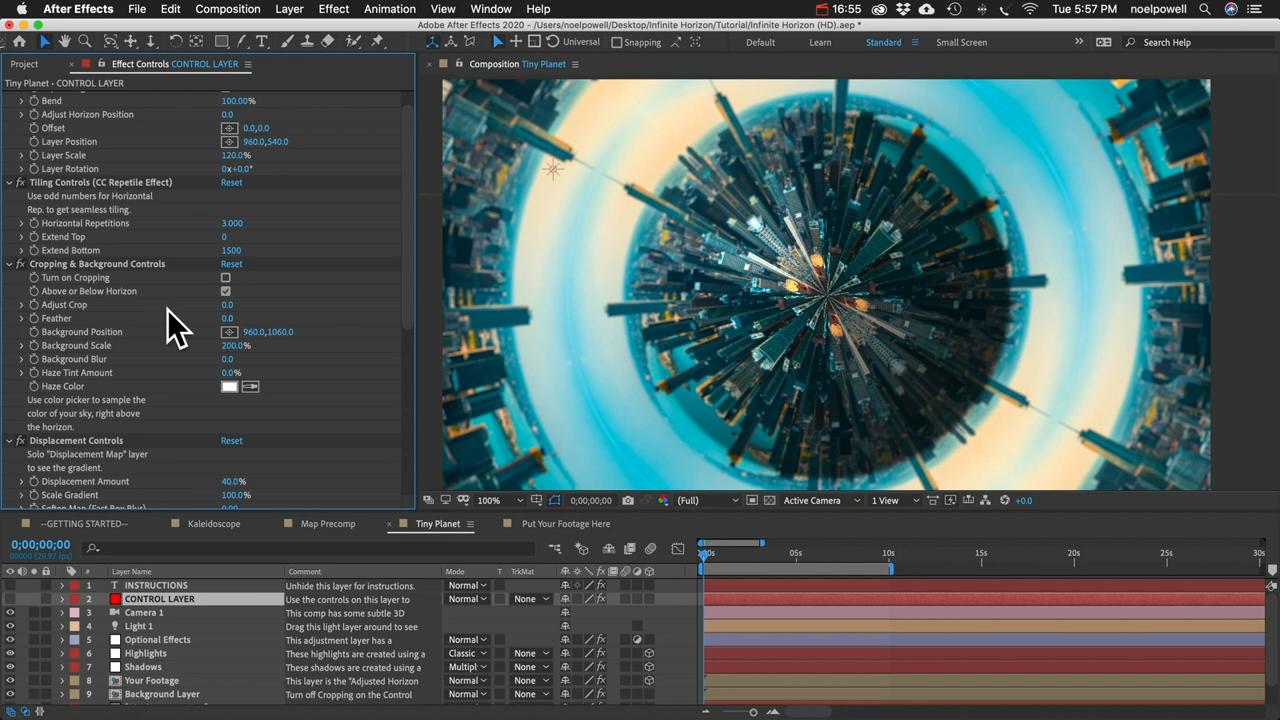 After Effects File Edit Composition Layer Effect Animation View Window Help 16:55 Tue 5:57 PM noelpowell
Adobe After Effects 2020 - /Users/noelpowell/Desktop/Infinite Horizon/Tutorial/Infinite Horizon (HD).aep *
Universal Snapping Default Learn Standard Small Screen Search Help
Project Effect Controls CONTROL LAYER Composition Tiny Planet
Tiny Planet • CONTROL LAYER
Bend 100.00%
Adjust Horizon Position 0.0
Offset 0.0,0.0
Layer Position 960.0,540.0
Layer Scale 120.0%
Layer Rotation 0x+0.0°
Tiling Controls (CC Repetile Effect) Reset
Use odd numbers for Horizontal
Rep. to get seamless tiling.
Horizontal Repetitions 3.000
Extend Top 0
Extend Bottom 1500
Cropping & Background Controls Reset
Turn on Cropping
Above or Below Horizon
Adjust Crop 0.0
Feather 0.0
Background Position 960.0,1060.0
Background Scale 200.0%
Background Blur 0.0
Haze Tint Amount 0.0%
Haze Color
Use color picker to sample the
color of your sky, right above
the horizon.
Displacement Controls Reset
Solo "Displacement Map" layer
to see the gradient.
Displacement Amount 40.0%
Scale Gradient 100.0%
100% 0;00;00;00 (Full) Active Camera 1 View +0.0
--GETTING STARTED-- Kaleidoscope Map Precomp Tiny Planet Put Your Footage Here
0;00;00;00
00000 (29.97 fps)
05s 10s 15s 20s 25s 30s
# Layer Name Comment Mode T TrkMat
1 T INSTRUCTIONS Unhide this layer for instructions. Normal
2 CONTROL LAYER Use the controls on this layer to Normal None
3 Camera 1 This comp has some subtle 3D
4 Light 1 Drag this light layer around to see
5 Optional Effects This adjustment layer has a Normal None
6 Highlights These highlights are created using a Classic None
7 Shadows These shadows are created using a Multipl None
8 Your Footage This layer is the "Adjusted Horizon Normal None
9 Background Layer Turn off Cropping on the Control Normal None